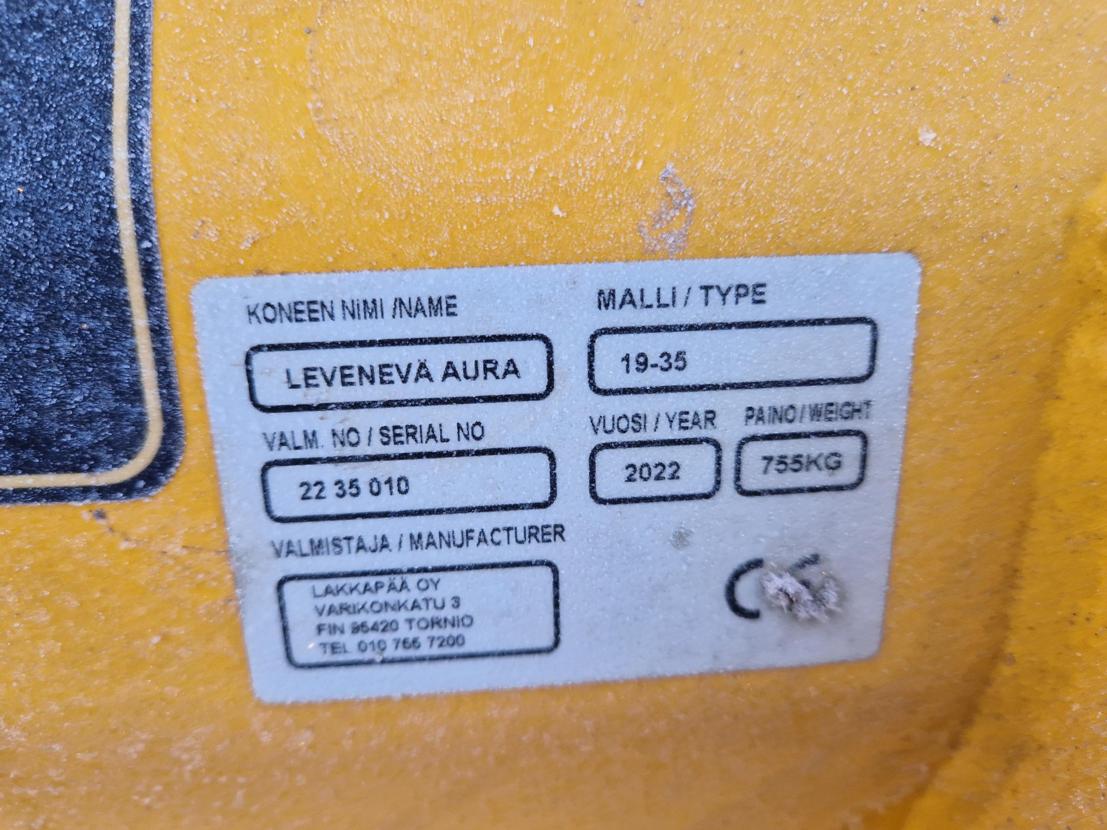 KONEEN NIMI /NAME
LEVENEVÄ AURA
MALLI / TYPE
19-35
VALM. NO / SERIAL NO
22 35 010
VUOSI / YEAR
2022
PAINO / WEIGHT
755KG
VALMISTAJA / MANUFACTURER
LAKKAPÄÄ OY
VARIKONKATU 3
FIN 95420 TORNIO
TEL 010 766 7200
CE